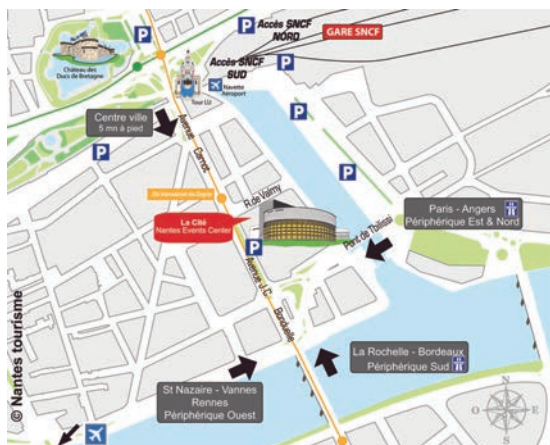 P
P
P
P
P
P
P
Accès SNCF
NORD
GARE SNCF
Accès SNCF
SUD
Château des
Ducs de Bretagne
Tour LU
Navette
Aéroport
Centre ville
5 mn à pied
Avenue Carnot
R.de Valmy
La Cité
Nantes Events Center
Paris - Angers
Périphérique Est & Nord
Pont de Tbilissi
Avenue J.C Bonduelle
La Rochelle - Bordeaux
Périphérique Sud
St Nazaire - Vannes
Rennes
Périphérique Ouest
© Nantes tourisme